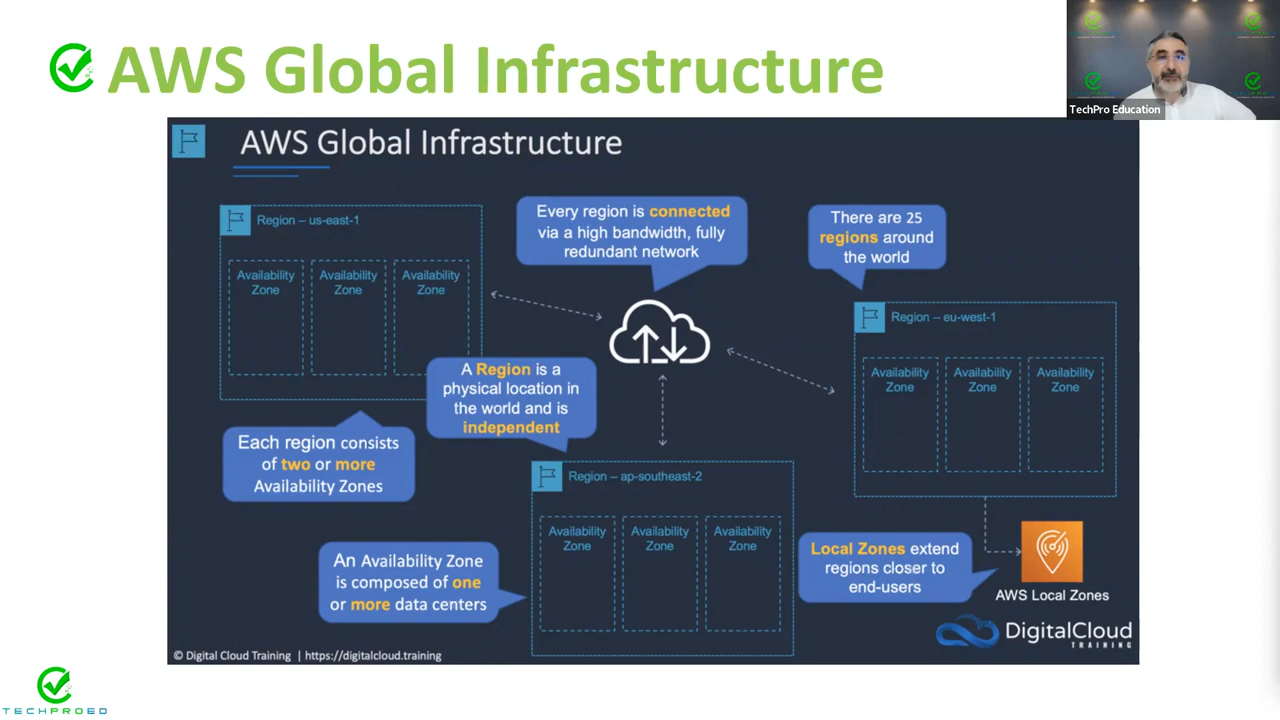 AWS Global Infrastructure
TechPro Education
AWS Global Infrastructure
Region – us-east-1
Availability
Zone
Availability
Zone
Availability
Zone
Every region is connected
via a high bandwidth, fully
redundant network
There are 25
regions around
the world
Region – eu-west-1
Availability
Zone
Availability
Zone
Availability
Zone
A Region is a
physical location in
the world and is
independent
Each region consists
of two or more
Availability Zones
Region – ap-southeast-2
Availability
Zone
Availability
Zone
Availability
Zone
An Availability Zone
is composed of one
or more data centers
Local Zones extend
regions closer to
end-users
AWS Local Zones
DigitalCloud
TRAINING
© Digital Cloud Training | https://digitalcloud.training
TECHPROED